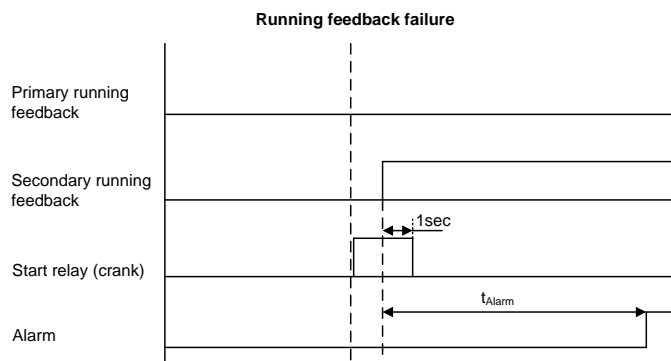 Running feedback failure
Primary running
feedback
Secondary running
feedback
1sec
Start relay (crank)
tAlarm
Alarm